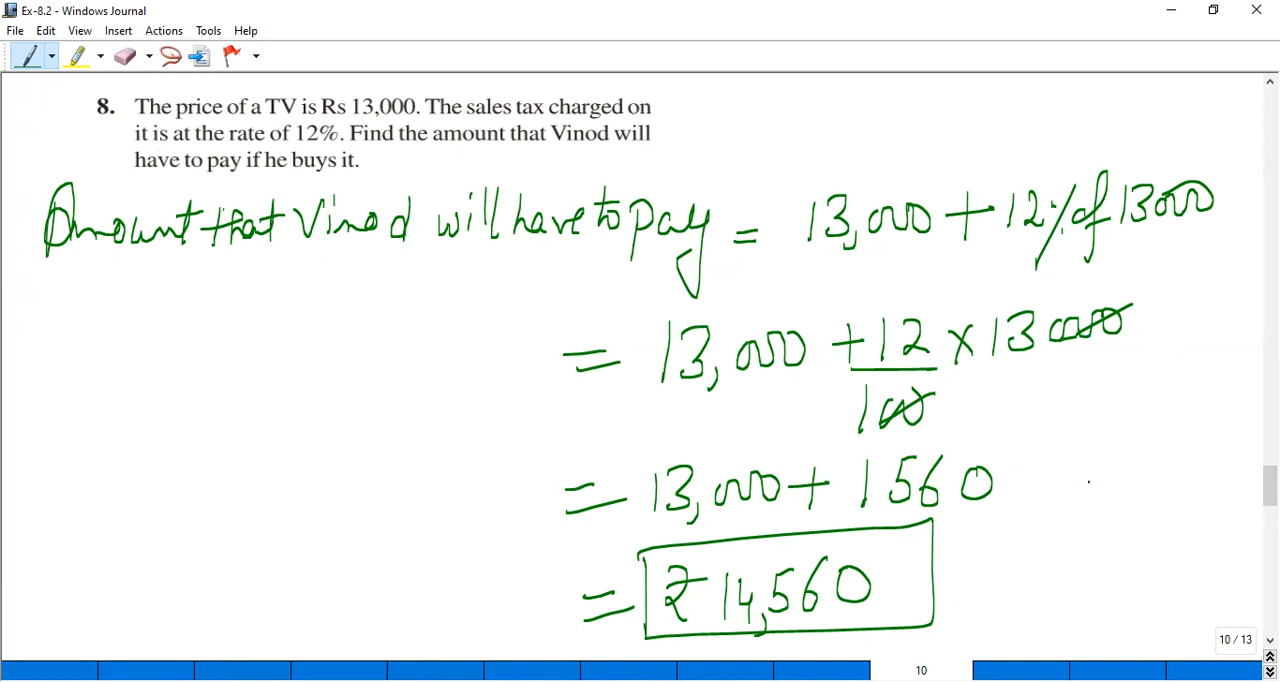 Ex-8.2 - Windows Journal
File Edit View Insert Actions Tools Help
8. The price of a TV is Rs 13,000. The sales tax charged on
it is at the rate of 12%. Find the amount that Vinod will
have to pay if he buys it.
Amount that Vinod will have to pay = 13,000 + 12% of 13000
= 13,000 + 12/100 × 13000
= 13,000 + 1560
= ₹ 14,560
10 / 13
10